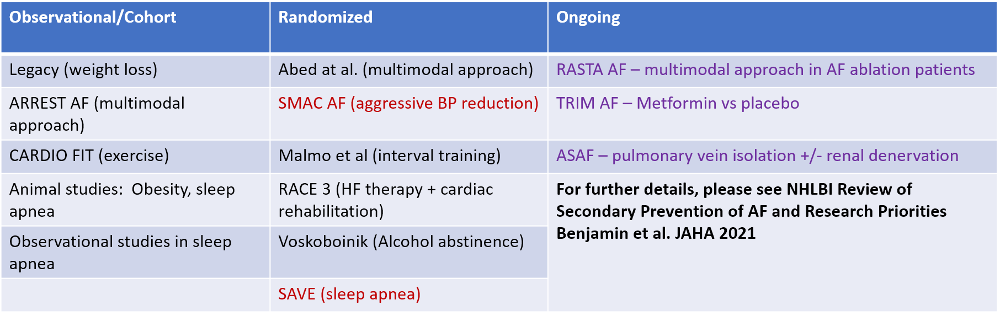 Observational/Cohort
Randomized
Ongoing
Legacy (weight loss)
Abed at al. (multimodal approach)
RASTA AF – multimodal approach in AF ablation patients
ARREST AF (multimodal
approach)
SMAC AF (aggressive BP reduction)
TRIM AF – Metformin vs placebo
CARDIO FIT (exercise)
Malmo et al (interval training)
ASAF – pulmonary vein isolation +/- renal denervation
Animal studies:  Obesity, sleep
apnea
RACE 3 (HF therapy + cardiac
rehabilitation)
For further details, please see NHLBI Review of
Secondary Prevention of AF and Research Priorities
Benjamin et al. JAHA 2021
Observational studies in sleep
apnea
Voskoboinik (Alcohol abstinence)
SAVE (sleep apnea)